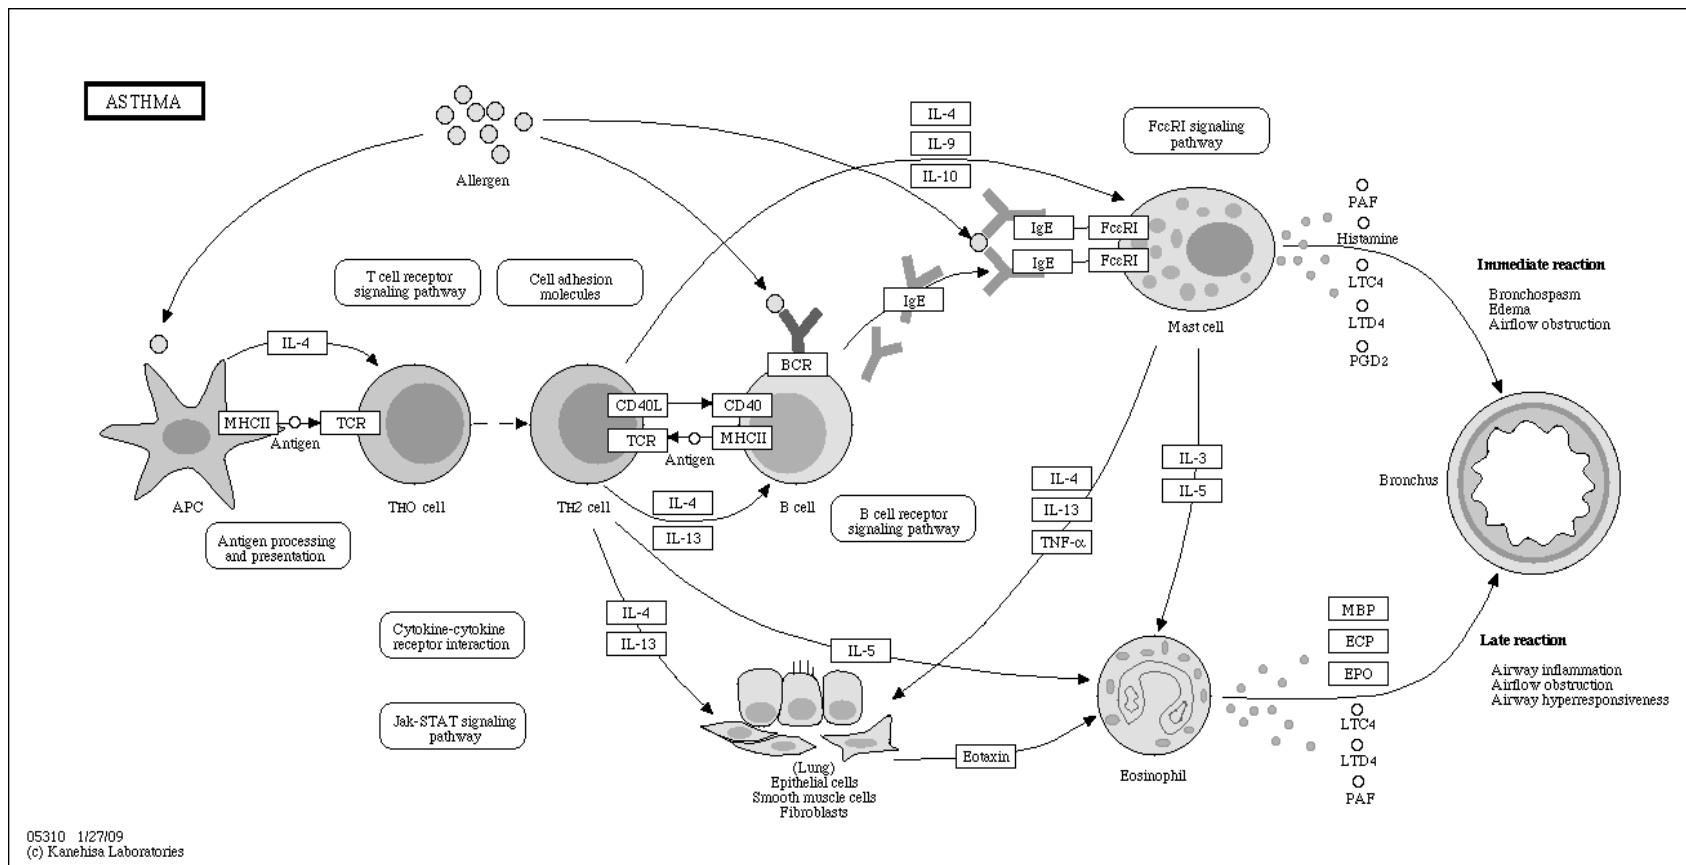 ASTHMA
Allergen
IL-4
IL-9
IL-10
FcεRI signaling
pathway
IgE
FcεRI
IgE
FcεRI
Mast cell
PAF
Histamine
LTC4
LTD4
PGD2
Immediate reaction
Bronchospasm
Edema
Airflow obstruction
T cell receptor
signaling pathway
Cell adhesion
molecules
IgE
IL-4
BCR
MHCII
Antigen
TCR
CD40L
CD40
TCR
Antigen
MHCII
APC
TH0 cell
TH2 cell
B cell
IL-4
IL-13
B cell receptor
signaling pathway
Antigen processing
and presentation
IL-4
IL-13
TNF-α
IL-3
IL-5
Bronchus
Cytokine-cytokine
receptor interaction
IL-4
IL-13
IL-5
Jak-STAT signaling
pathway
(Lung)
Epithelial cells
Smooth muscle cells
Fibroblasts
Eotaxin
Eosinophil
MBP
ECP
EPO
LTC4
LTD4
PAF
Late reaction
Airway inflammation
Airflow obstruction
Airway hyperresponsiveness
05310 1/27/09
(c) Kanehisa Laboratories